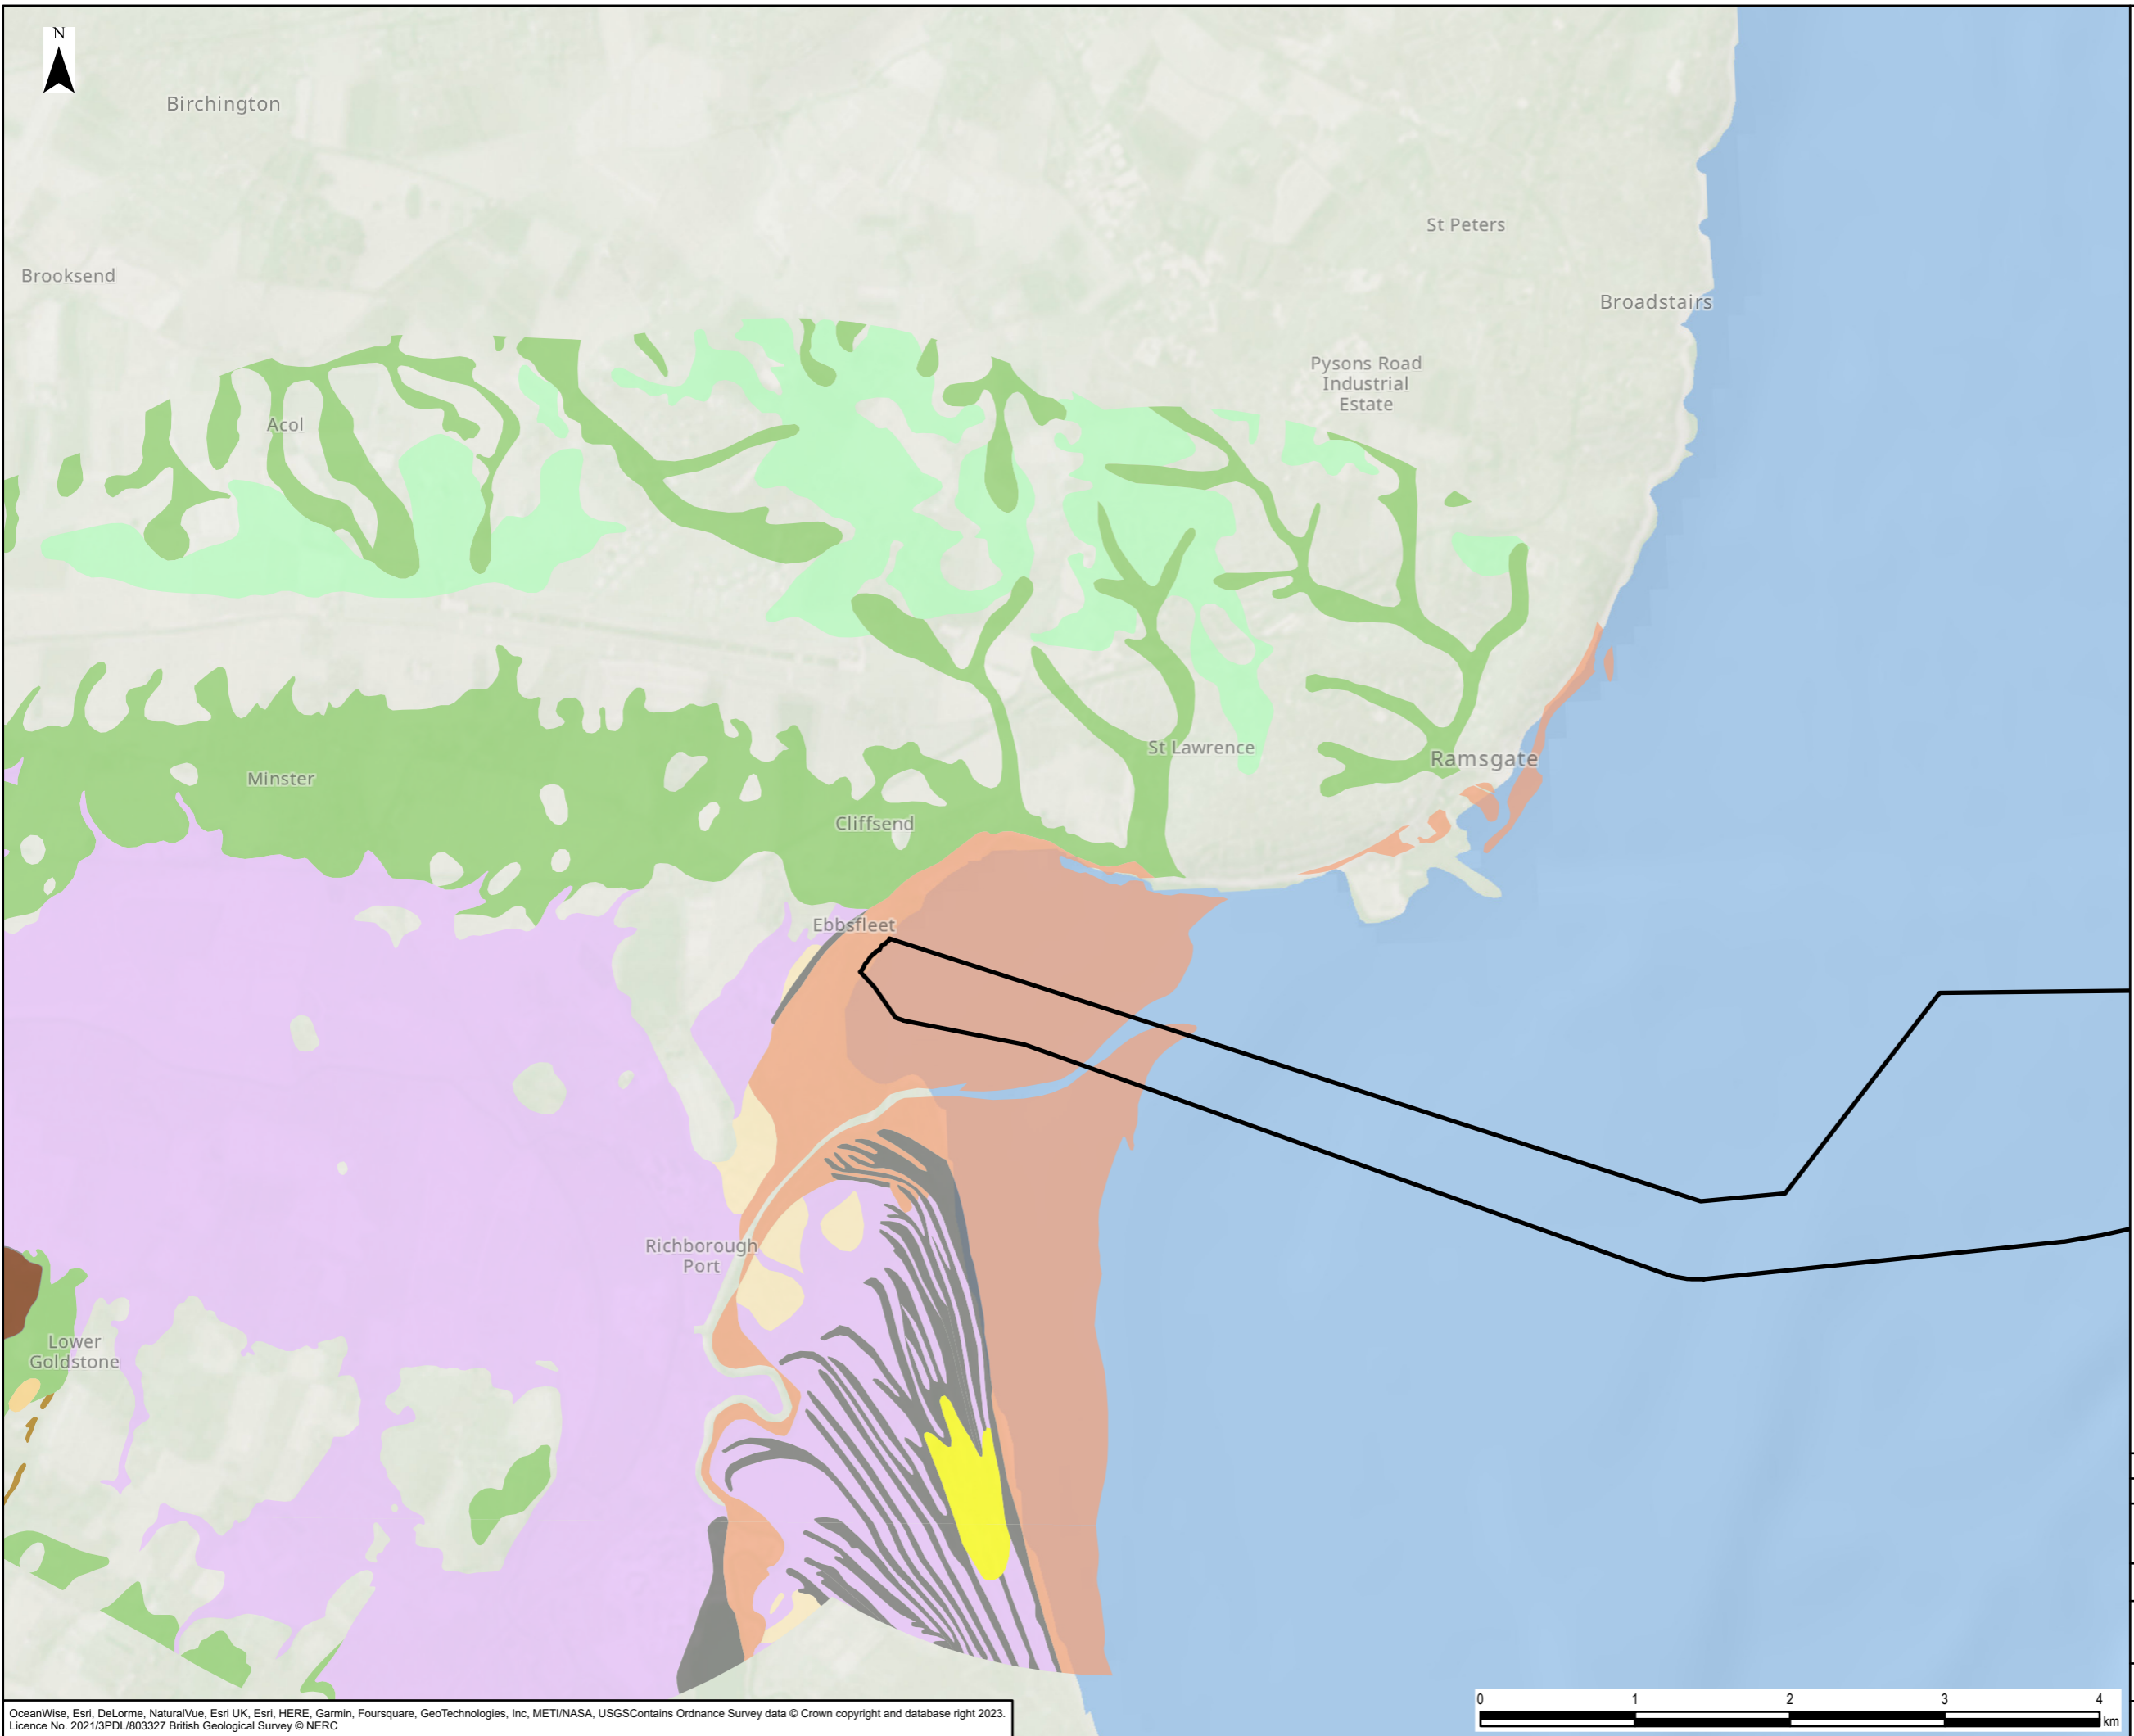 N
Birchington
St Peters
Brooksend
Broadstairs
Pysons Road
Industrial
Estate
Acol
St Lawrence
Ramsgate
Minster
Cliffsend
Ebbsfleet
Richborough
Port
Lower
Goldstone
0 1 2 3 4
km
OceanWise, Esri, DeLorme, NaturalVue, Esri UK, Esri, HERE, Garmin, Foursquare, GeoTechnologies, Inc, METI/NASA, USGSContains Ordnance Survey data © Crown copyright and database right 2023.
Licence No. 2021/3PDL/803327 British Geological Survey © NERC